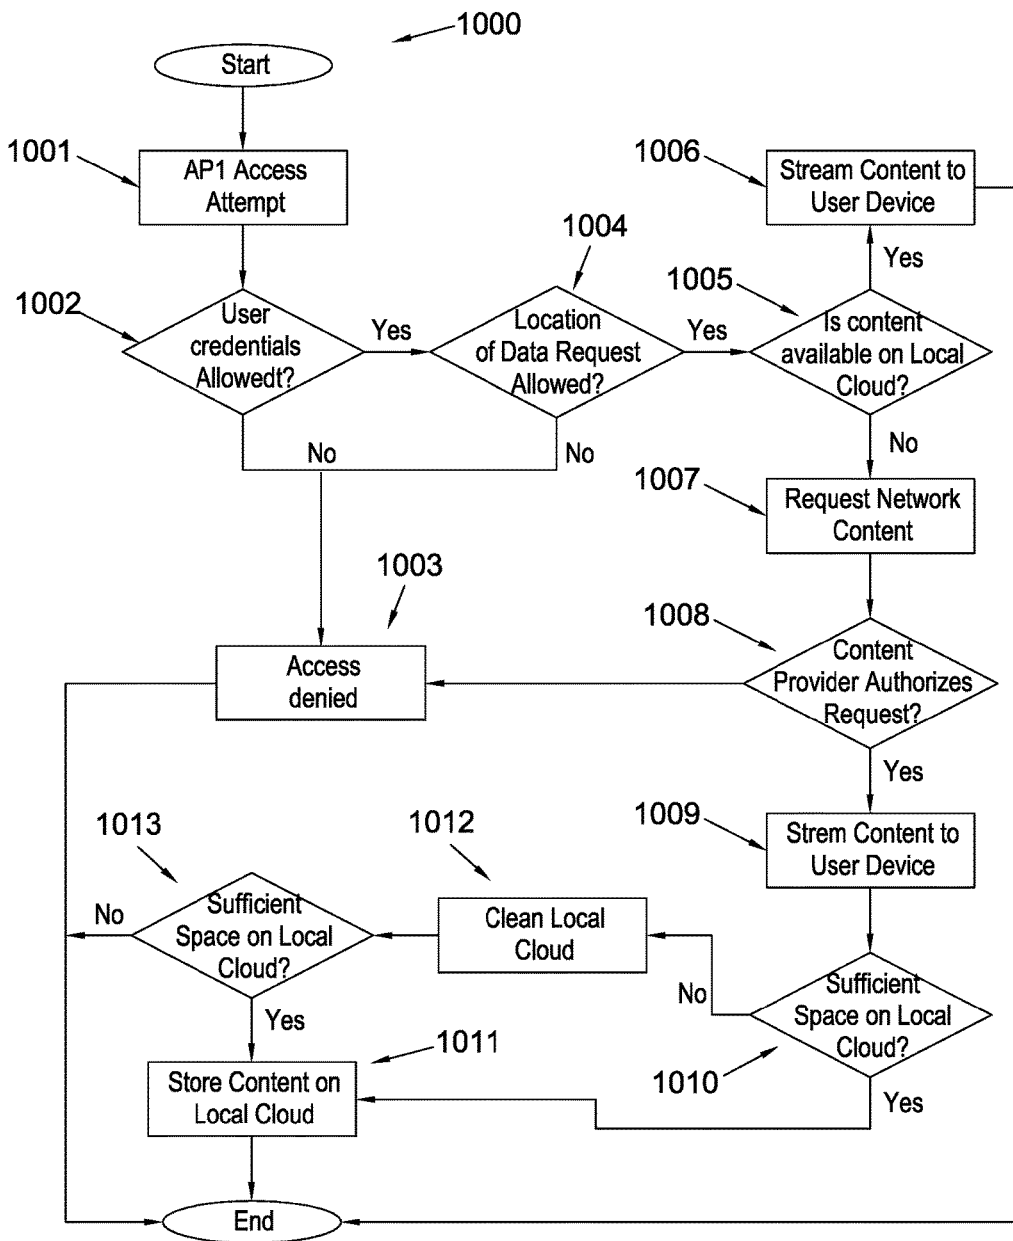 1000
Start
1001
AP1 Access
Attempt
1006
Stream Content to
User Device
1004
Yes
1005
1002
User
credentials
Allowedt?
Yes
Location
of Data Request
Allowed?
Yes
Is content
available on Local
Cloud?
No
No
No
1007
Request Network
Content
1003
1008
Access
denied
Content
Provider Authorizes
Request?
Yes
1009
Strem Content to
User Device
1013
1012
No
Sufficient
Space on Local
Cloud?
Clean Local
Cloud
No
Sufficient
Space on Local
Cloud?
Yes
1011
1010
Yes
Store Content on
Local Cloud
End